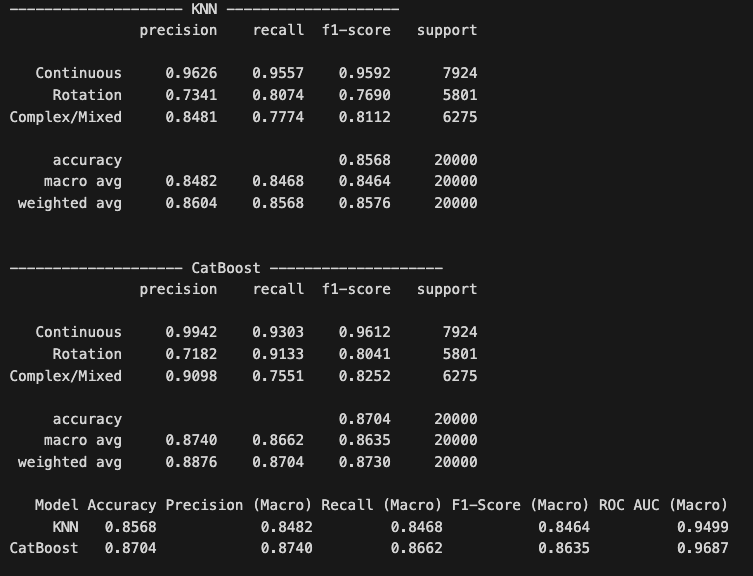 -------------------- KNN --------------------
precision recall f1-score support
Continuous 0.9626 0.9557 0.9592 7924
Rotation 0.7341 0.8074 0.7690 5801
Complex/Mixed 0.8481 0.7774 0.8112 6275
accuracy 0.8568 20000
macro avg 0.8482 0.8468 0.8464 20000
weighted avg 0.8604 0.8568 0.8576 20000
-------------------- CatBoost --------------------
precision recall f1-score support
Continuous 0.9942 0.9303 0.9612 7924
Rotation 0.7182 0.9133 0.8041 5801
Complex/Mixed 0.9098 0.7551 0.8252 6275
accuracy 0.8704 20000
macro avg 0.8740 0.8662 0.8635 20000
weighted avg 0.8876 0.8704 0.8730 20000
Model Accuracy Precision (Macro) Recall (Macro) F1-Score (Macro) ROC AUC (Macro)
KNN 0.8568 0.8482 0.8468 0.8464 0.9499
CatBoost 0.8704 0.8740 0.8662 0.8635 0.9687